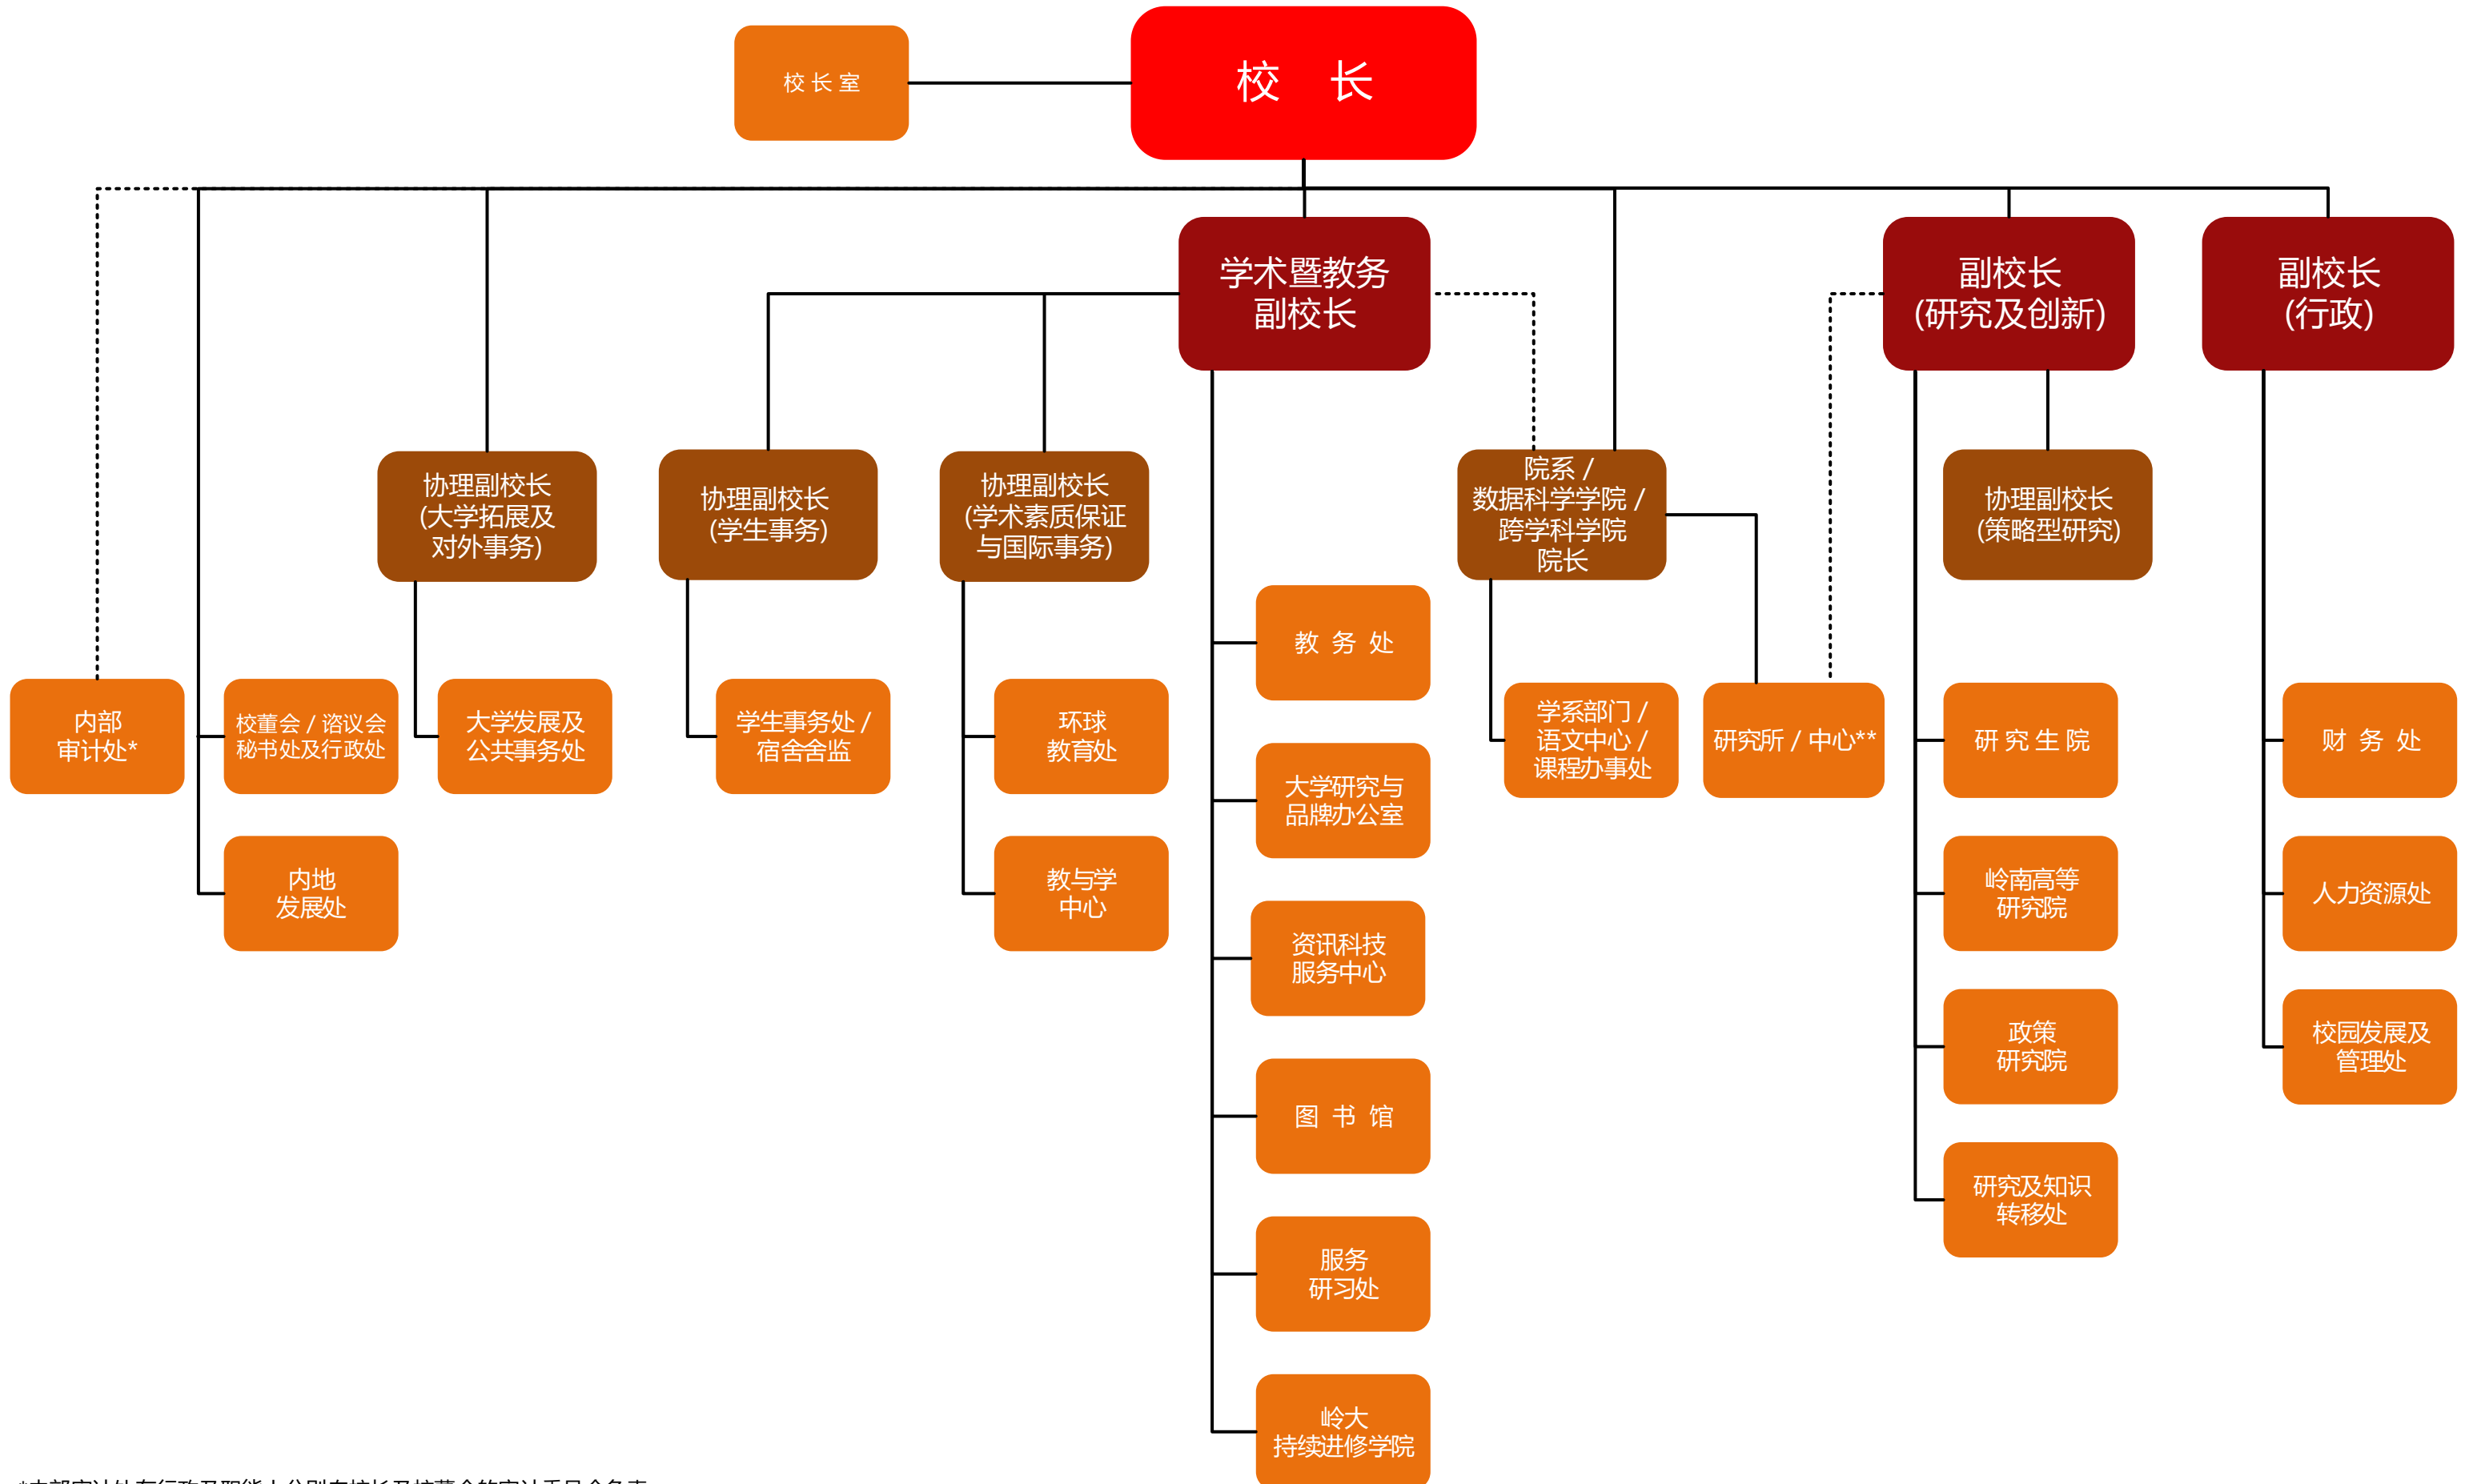 校长室
校 长
学术暨教务
副校长
副校长
(研究及创新)
副校长
(行政)
协理副校长
(大学拓展及
对外事务)
协理副校长
(学生事务)
协理副校长
(学术素质保证
与国际事务)
院系 /
数据科学学院 /
跨学科学院
院长
协理副校长
(策略型研究)
内部
审计处*
校董会 / 谘议会
秘书处及行政处
大学发展及
公共事务处
学生事务处 /
宿舍舍监
环球
教育处
教 务 处
学系部门 /
语文中心 /
课程办事处
研究所 / 中心**
研 究 生 院
财 务 处
内地
发展处
教与学
中心
大学研究与
品牌办公室
岭南高等
研究院
人力资源处
资讯科技
服务中心
政策
研究院
校园发展及
管理处
图 书 馆
研究及知识
转移处
服务
研习处
岭大
持续进修学院